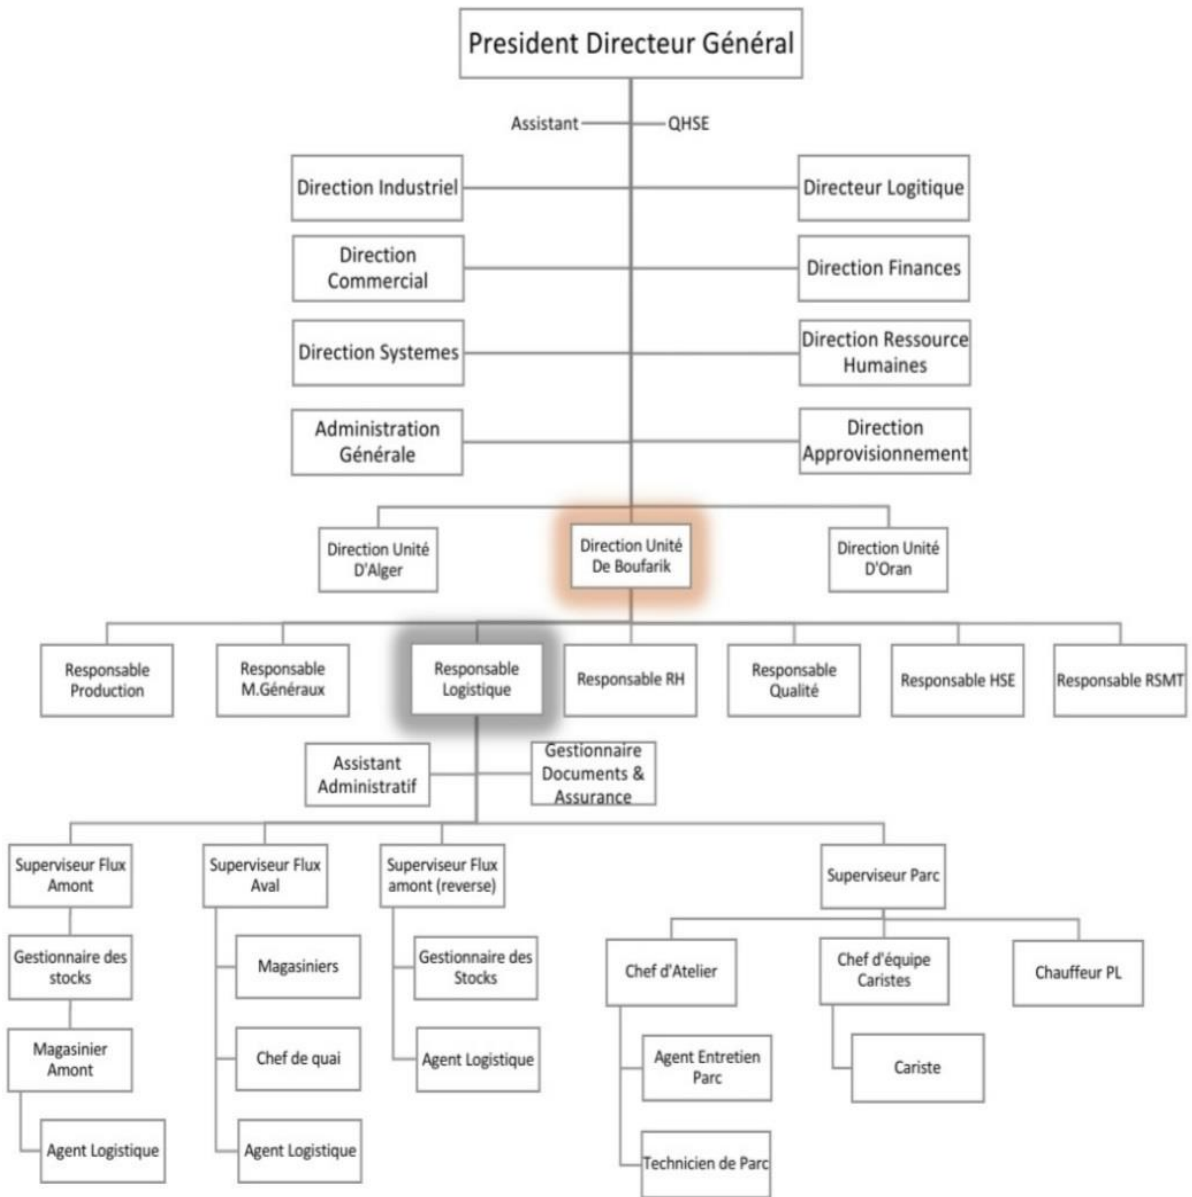 President Directeur Général
Assistant
QHSE
Direction Industriel
Directeur Logitique
Direction
Commercial
Direction Finances
Direction Systemes
Direction Ressource
Humaines
Administration
Générale
Direction
Approvisionnement
Direction Unité
D'Alger
Direction Unité
De Boufarik
Direction Unité
D'Oran
Responsable
Production
Responsable
M.Généraux
Responsable
Logistique
Responsable RH
Responsable
Qualité
Responsable HSE
Responsable RSMT
Assistant
Administratif
Gestionnaire
Documents &
Assurance
Superviseur Flux
Amont
Superviseur Flux
Aval
Superviseur Flux
amont (reverse)
Superviseur Parc
Gestionnaire des
stocks
Magasiniers
Gestionnaire des
Stocks
Chef d'Atelier
Chef d'équipe
Caristes
Chauffeur PL
Magasinier
Amont
Chef de quai
Agent Logistique
Agent Entretien
Parc
Cariste
Agent Logistique
Agent Logistique
Technicien de Parc